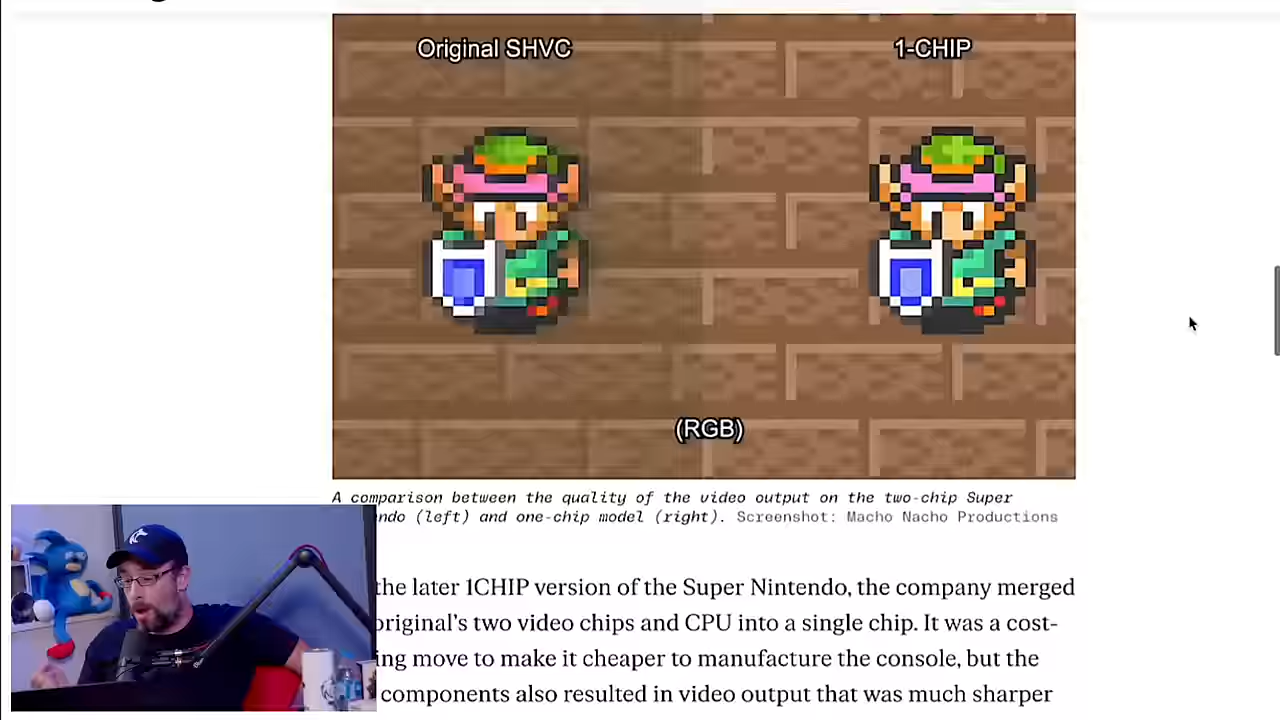 Original SHVC
1-CHIP
(RGB)
A comparison between the quality of the video output on the two-chip Super
ndo (left) and one-chip model (right). Screenshot: Macho Nacho Productions
the later 1CHIP version of the Super Nintendo, the company merged
original's two video chips and CPU into a single chip. It was a cost-
ing move to make it cheaper to manufacture the console, but the
components also resulted in video output that was much sharper